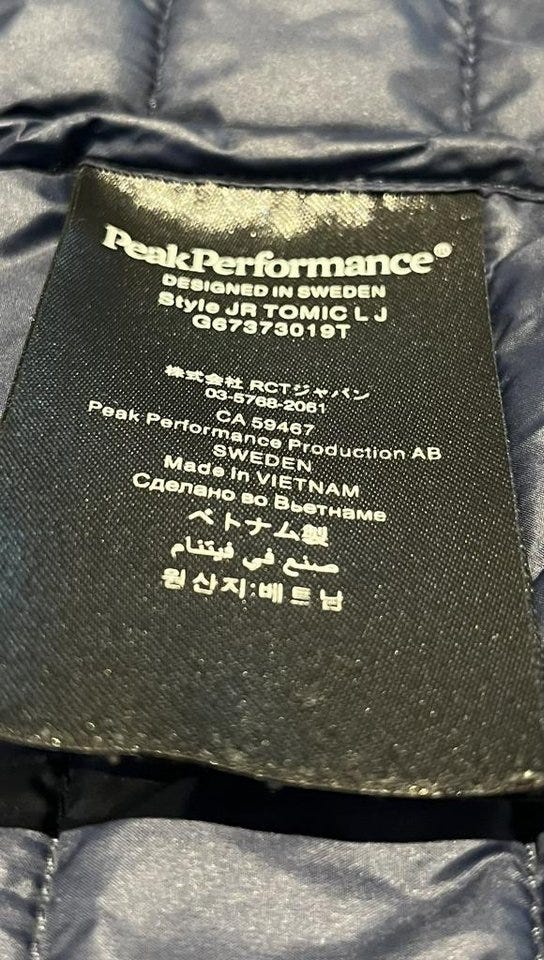 PeakPerformance®
DESIGNED IN SWEDEN
Style JR TOMIC L J
G67373019T
株式会社 RCTジャパン
03-5768-2061
CA 59467
Peak Performance Production AB
SWEDEN
Made in VIETNAM
Сделано во Вьетнаме
ベトナム製
صنع في فيتنام
원산지:베트남